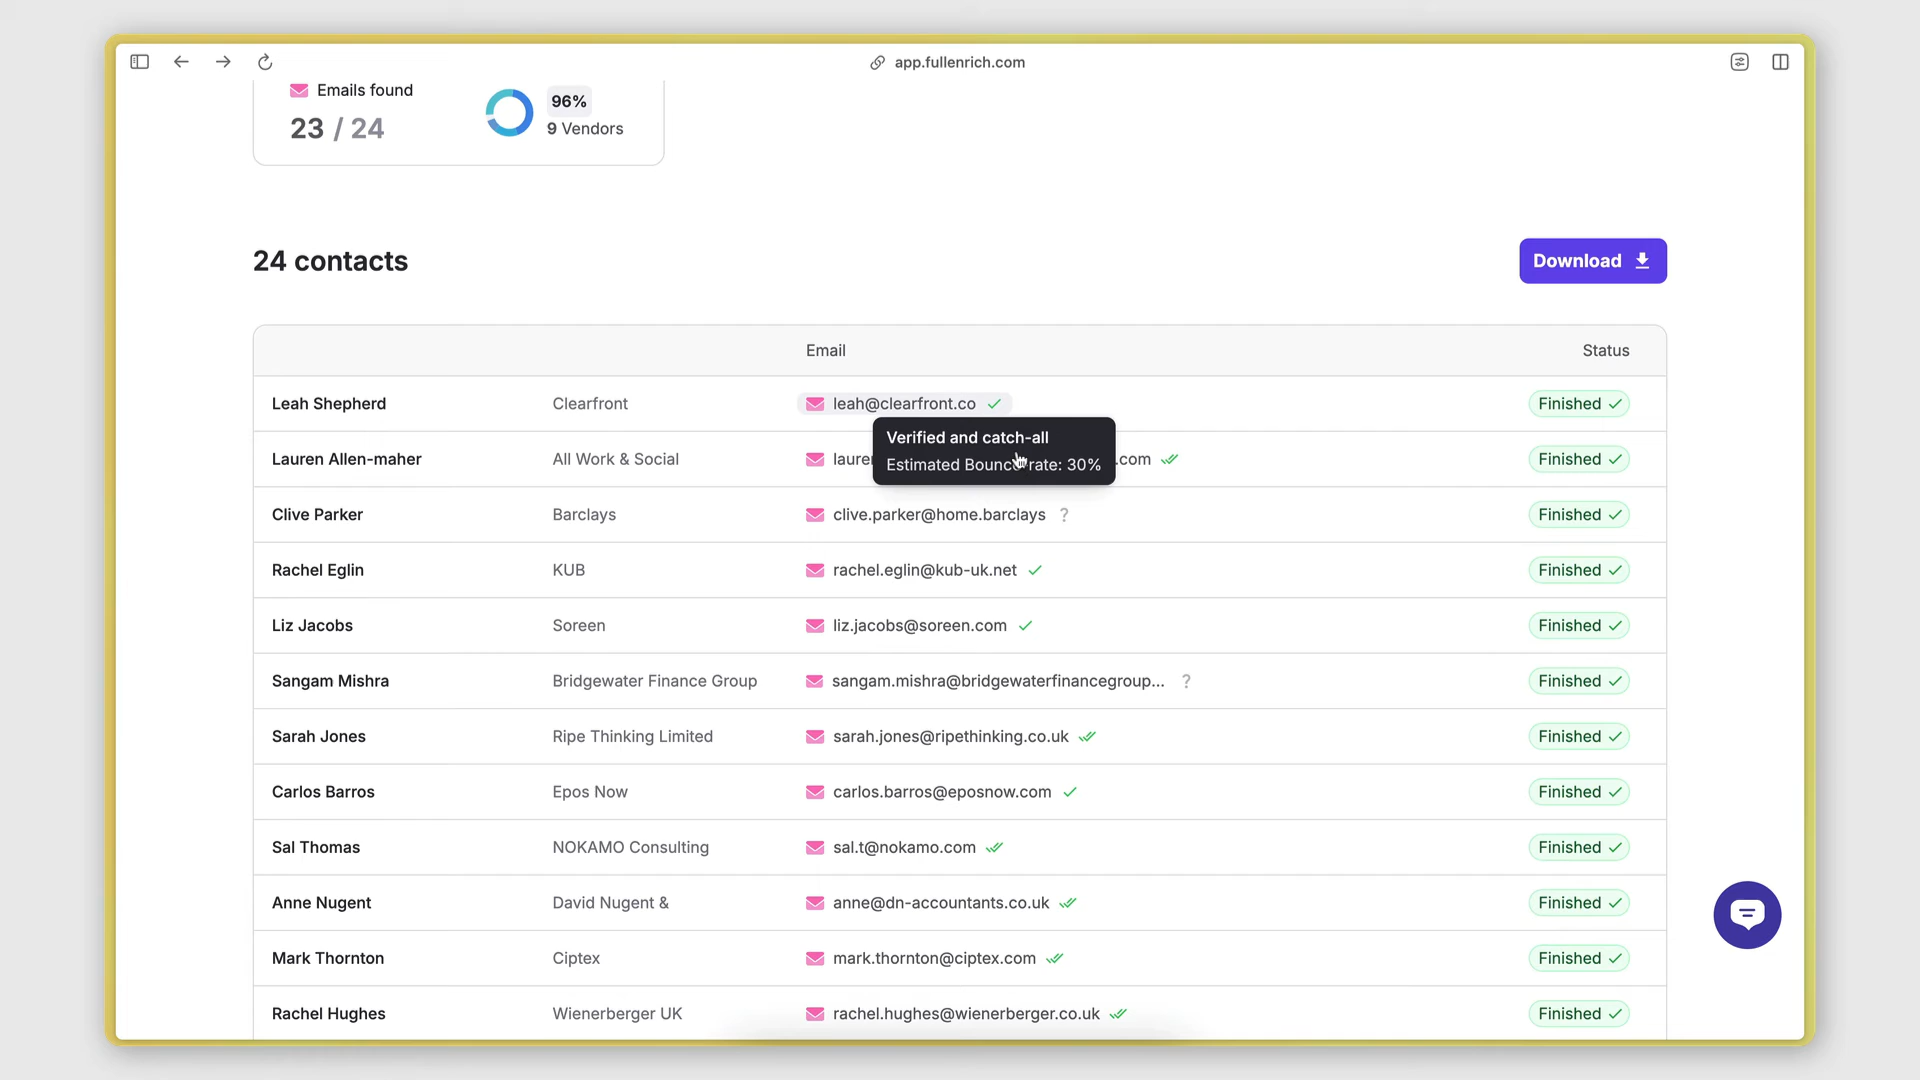 app.fullenrich.com
Emails found
23 / 24
96%
9 Vendors
24 contacts
Download
Email Status
Leah Shepherd Clearfront leah@clearfront.co Finished
Verified and catch-all
Estimated Bounce rate: 30%
Lauren Allen-maher All Work & Social .com Finished
Clive Parker Barclays clive.parker@home.barclays ? Finished
Rachel Eglin KUB rachel.eglin@kub-uk.net Finished
Liz Jacobs Soreen liz.jacobs@soreen.com Finished
Sangam Mishra Bridgewater Finance Group sangam.mishra@bridgewaterfinancegroup... ? Finished
Sarah Jones Ripe Thinking Limited sarah.jones@ripethinking.co.uk Finished
Carlos Barros Epos Now carlos.barros@eposnow.com Finished
Sal Thomas NOKAMO Consulting sal.t@nokamo.com Finished
Anne Nugent David Nugent & anne@dn-accountants.co.uk Finished
Mark Thornton Ciptex mark.thornton@ciptex.com Finished
Rachel Hughes Wienerberger UK rachel.hughes@wienerberger.co.uk Finished